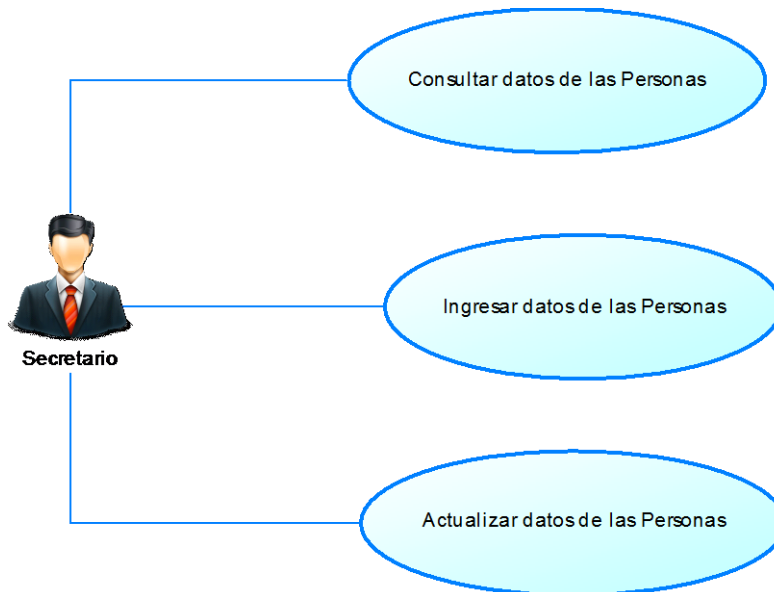 Consultar datos de las Personas
Ingresar datos de las Personas
Secretario
Actualizar datos de las Personas